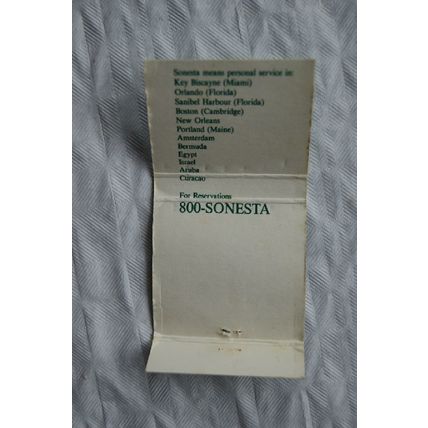 Sonesta means personal service in:
Key Biscayne (Miami)
Orlando (Florida)
Sanibel Harbour (Florida)
Boston (Cambridge)
New Orleans
Portland (Maine)
Amsterdam
Bermuda
Egypt
Israel
Aruba
Curacao
For Reservations
800-SONESTA